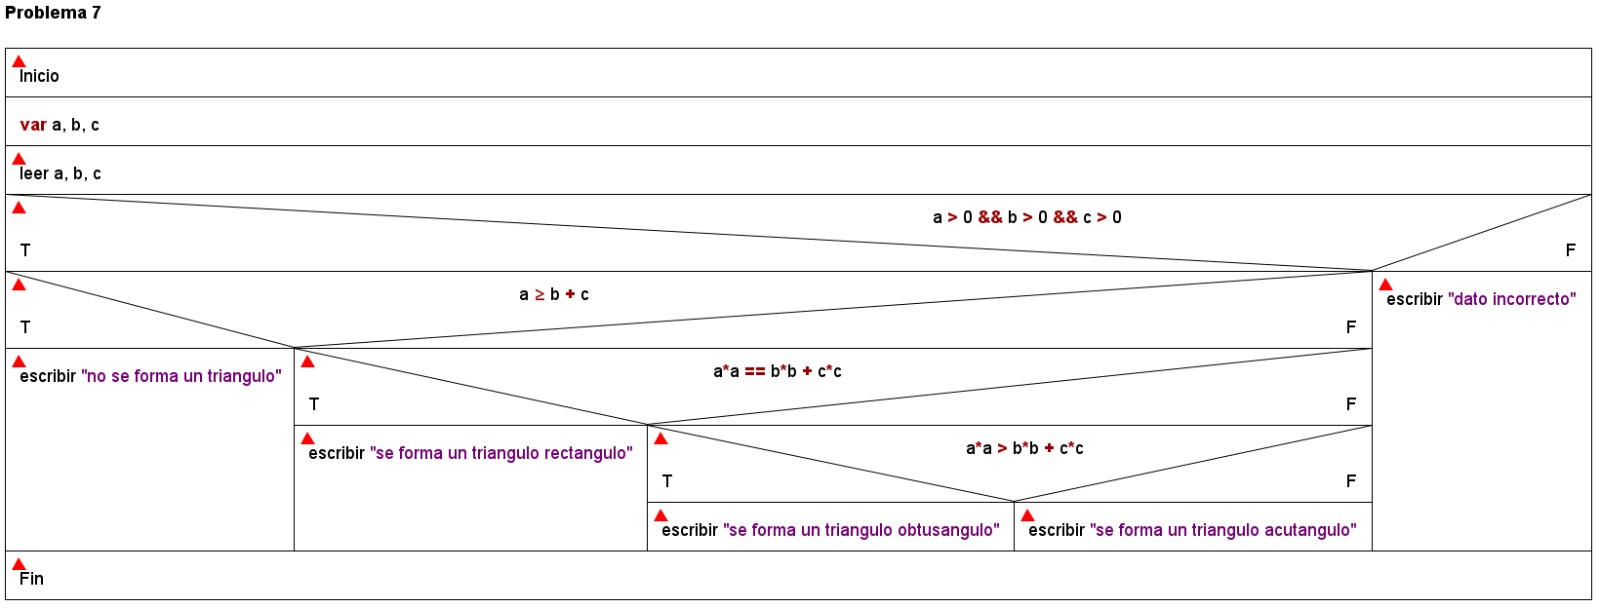 Problema 7
Inicio
var a, b, c
leer a, b, c
a > 0 && b > 0 && c > 0
T
F
a ≥ b + c
T
F
escribir "dato incorrecto"
escribir "no se forma un triangulo"
a*a == b*b + c*c
T
F
escribir "se forma un triangulo rectangulo"
a*a > b*b + c*c
T
F
escribir "se forma un triangulo obtusangulo"
escribir "se forma un triangulo acutangulo"
Fin